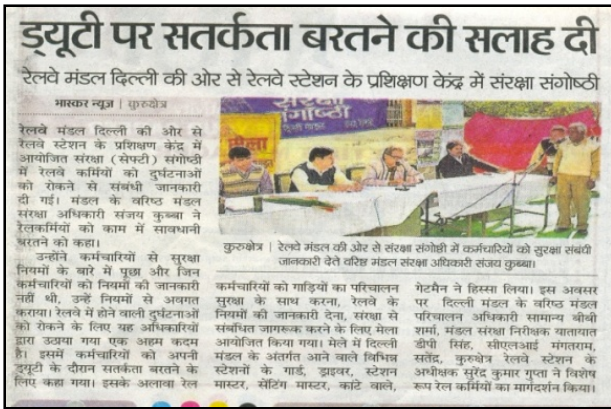 ड्यूटी पर सतर्कता बरतने की सलाह दी
रेलवे मंडल दिल्ली की ओर से रेलवे स्टेशन के प्रशिक्षण केंद्र में संरक्षा संगोष्ठी
भास्कर न्यूज | कुरुक्षेत्र
रेलवे मंडल दिल्ली की ओर से
रेलवे स्टेशन के प्रशिक्षण केंद्र में
आयोजित संरक्षा (सेफ्टी) संगोष्ठी
में रेलवे कर्मियों को दुर्घटनाओं
को रोकने से संबंधी जानकारी
दी गई। मंडल के वरिष्ठ मंडल
संरक्षा अधिकारी संजय कुब्बा ने
रेलकर्मियों को काम में सावधानी
बरतने को कहा।
उन्होंने कर्मचारियों से सुरक्षा
नियमों के बारे में पूछा और जिन
कर्मचारियों को नियमों की जानकारी
नहीं थी, उन्हें नियमों से अवगत
कराया। रेलवे में होने वाली दुर्घटनाओं
को रोकने के लिए यह अधिकारियों
द्वारा उठाया गया एक अहम कदम
है। इसमें कर्मचारियों को अपनी
ड्यूटी के दौरान सतर्कता बरतने के
लिए कहा गया। इसके अलावा रेल
संरक्षा
संगोष्ठी
कुरुक्षेत्र | रेलवे मंडल की ओर से संरक्षा संगोष्ठी में कर्मचारियों को सुरक्षा संबंधी
जानकारी देते वरिष्ठ मंडल संरक्षा अधिकारी संजय कुब्बा।
कर्मचारियों को गाड़ियों का परिचालन
सुरक्षा के साथ करना, रेलवे के
नियमों की जानकारी देना, संरक्षा से
संबंधित जागरूक करने के लिए मेला
आयोजित किया गया। मेले में दिल्ली
मंडल के अंतर्गत आने वाले विभिन्न
स्टेशनों के गार्ड, ड्राइवर, स्टेशन
मास्टर, सेंटिंग मास्टर, कांटे वाले,
गेटमैन ने हिस्सा लिया। इस अवसर
पर दिल्ली मंडल के वरिष्ठ मंडल
परिचालन अधिकारी सामान्य बीबी
शर्मा, मंडल संरक्षा निरीक्षक यातायात
डीपी सिंह, सीएलआई मंगतराम,
सतेंद्र, कुरुक्षेत्र रेलवे स्टेशन के
अधीक्षक सुरेंद्र कुमार गुप्ता ने विशेष
रूप रेल कर्मियों का मार्गदर्शन किया।